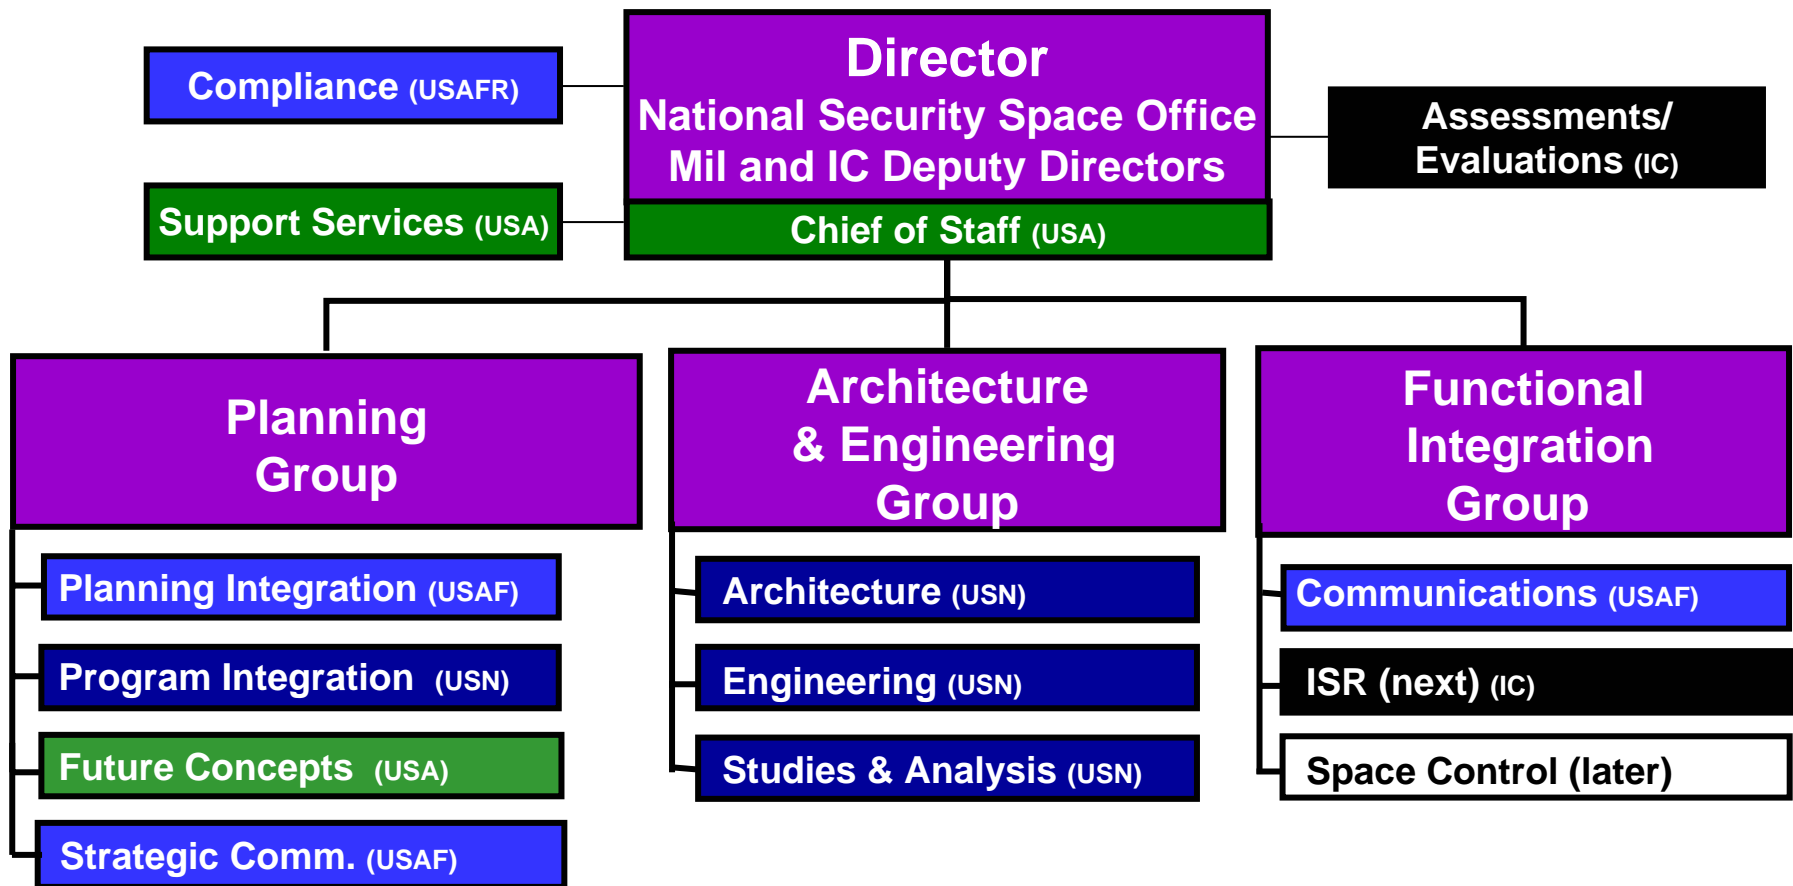 Director
National Security Space Office
Mil and IC Deputy Directors
Chief of Staff (USA)
Compliance (USAFR)
Support Services (USA)
Assessments/
Evaluations (IC)
Planning
Group
Planning Integration (USAF)
Program Integration (USN)
Future Concepts (USA)
Strategic Comm. (USAF)
Architecture
& Engineering
Group
Architecture (USN)
Engineering (USN)
Studies & Analysis (USN)
Functional
Integration
Group
Communications (USAF)
ISR (next) (IC)
Space Control (later)